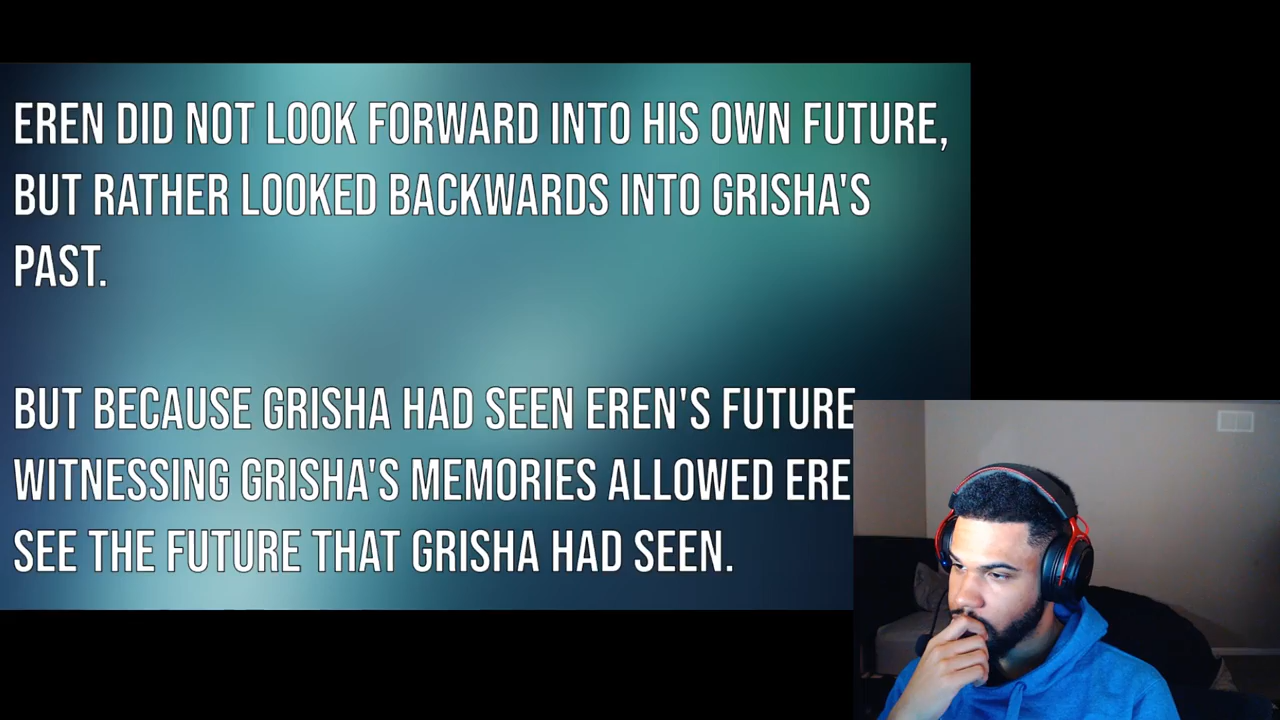 EREN DID NOT LOOK FORWARD INTO HIS OWN FUTURE,
BUT RATHER LOOKED BACKWARDS INTO GRISHA'S
PAST.
BUT BECAUSE GRISHA HAD SEEN EREN'S FUTURE
WITNESSING GRISHA'S MEMORIES ALLOWED ERE
SEE THE FUTURE THAT GRISHA HAD SEEN.